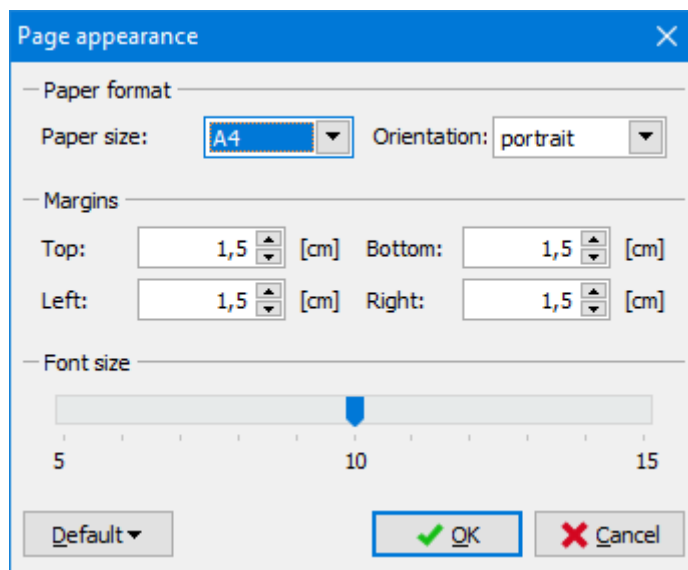 Page appearance
Paper format
Paper size: A4 Orientation: portrait
Margins
Top: 1,5 [cm] Bottom: 1,5 [cm]
Left: 1,5 [cm] Right: 1,5 [cm]
Font size
5 10 15
Default OK Cancel